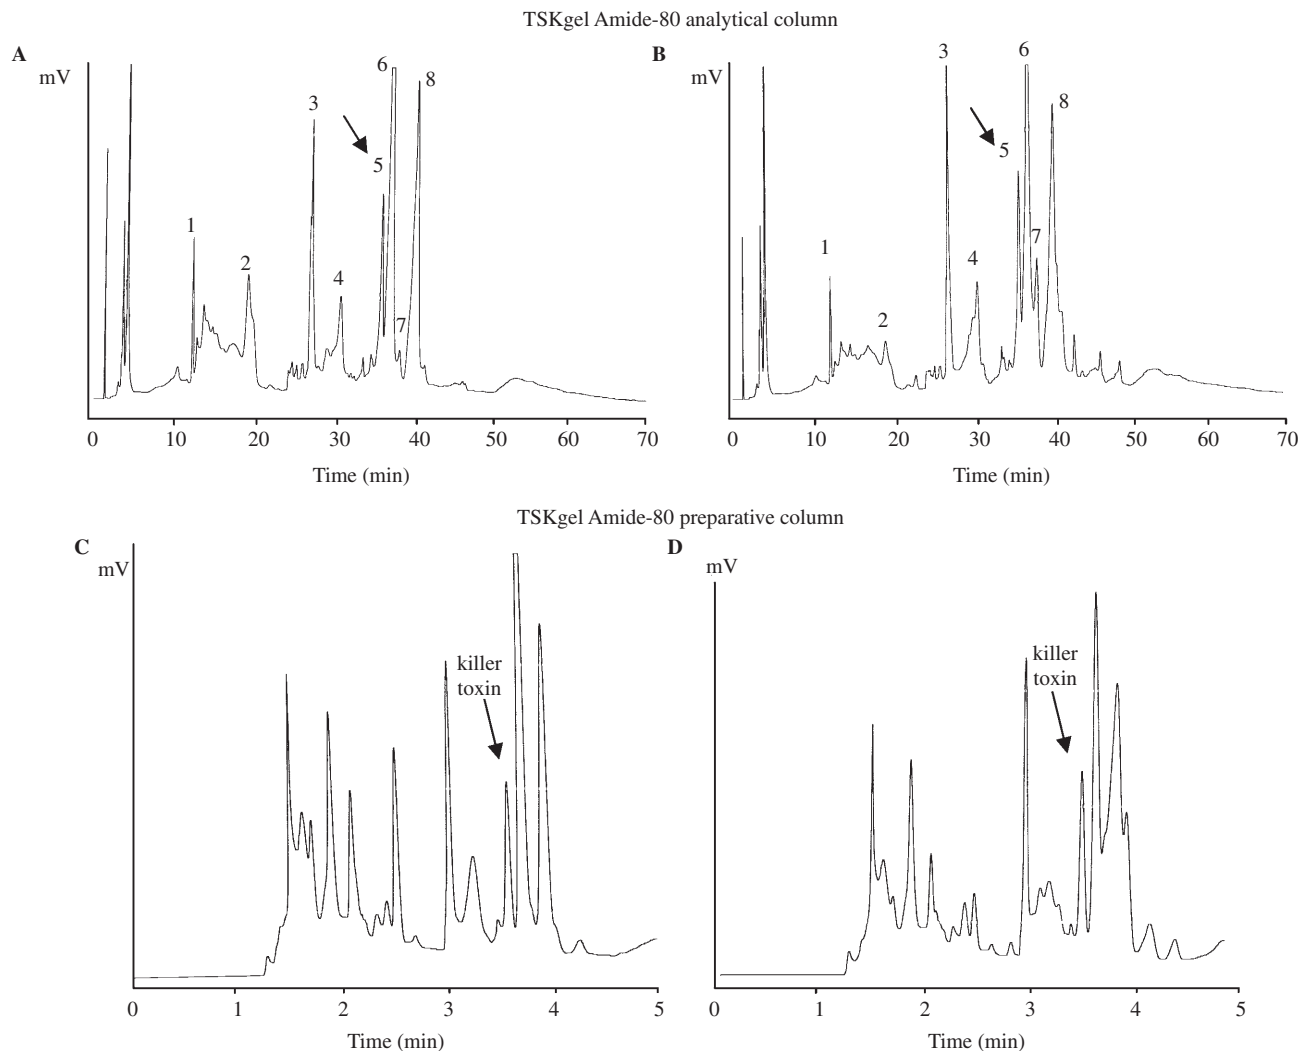 TSKgel Amide-80 analytical column
A
mV
1
2
3
4
5
6
7
8
0 10 20 30 40 50 60 70
Time (min)
B
mV
1
2
3
4
5
6
7
8
0 10 20 30 40 50 60 70
Time (min)
TSKgel Amide-80 preparative column
C
mV
killer
toxin
0 1 2 3 4 5
Time (min)
D
mV
killer
toxin
0 1 2 3 4 5
Time (min)